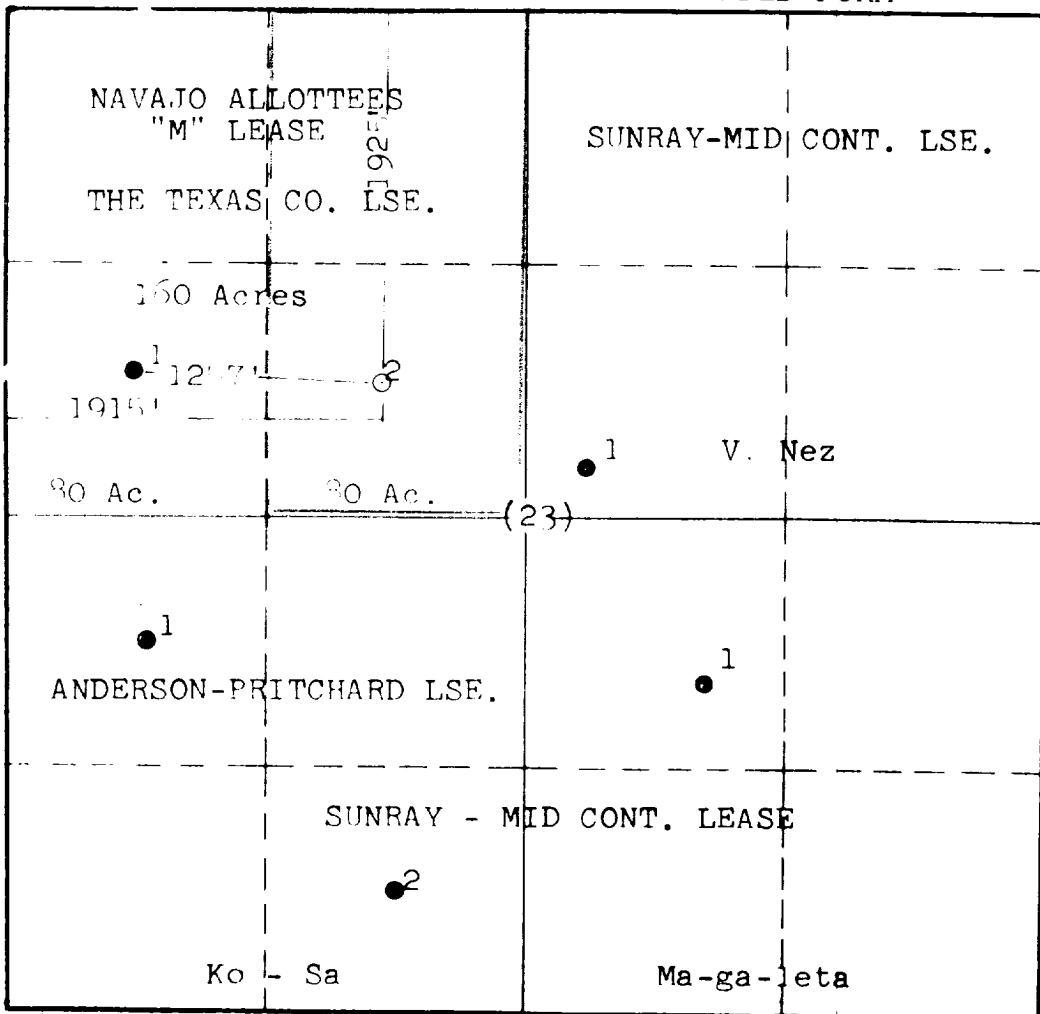 NAVAJO ALLOTTEES
"M" LEASE
THE TEXAS CO. LSE.
SUNRAY-MID CONT. LSE.
160 Acres
1
2
1915'
1
V. Nez
80 Ac.
80 Ac.
(23)
1
1
ANDERSON-PRITCHARD LSE.
SUNRAY - MID CONT. LEASE
2
Ko - Sa
Ma-ga-leta